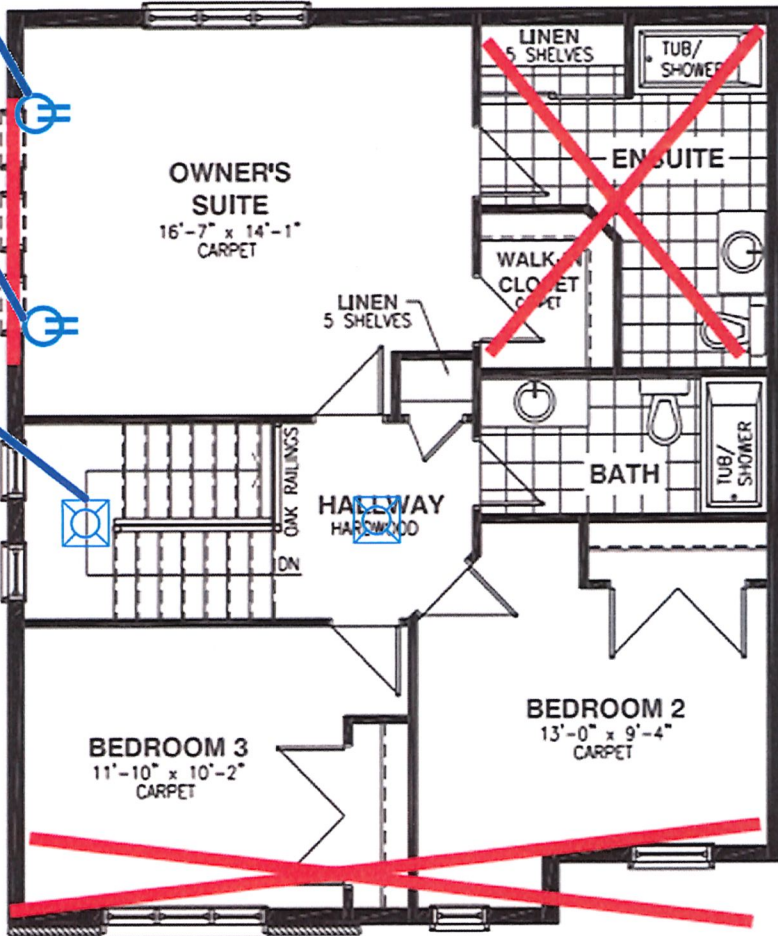 LINEN
5 SHELVES
TUB/
SHOWER
ENSUITE
OWNER'S
SUITE
16'-7" x 14'-1"
CARPET
WALK-IN
CLOSET
CARPET
LINEN
5 SHELVES
OAK RAILINGS
HALLWAY
HARDWOOD
DN
BATH
TUB/
SHOWER
BEDROOM 2
13'-0" x 9'-4"
CARPET
BEDROOM 3
11'-10" x 10'-2"
CARPET